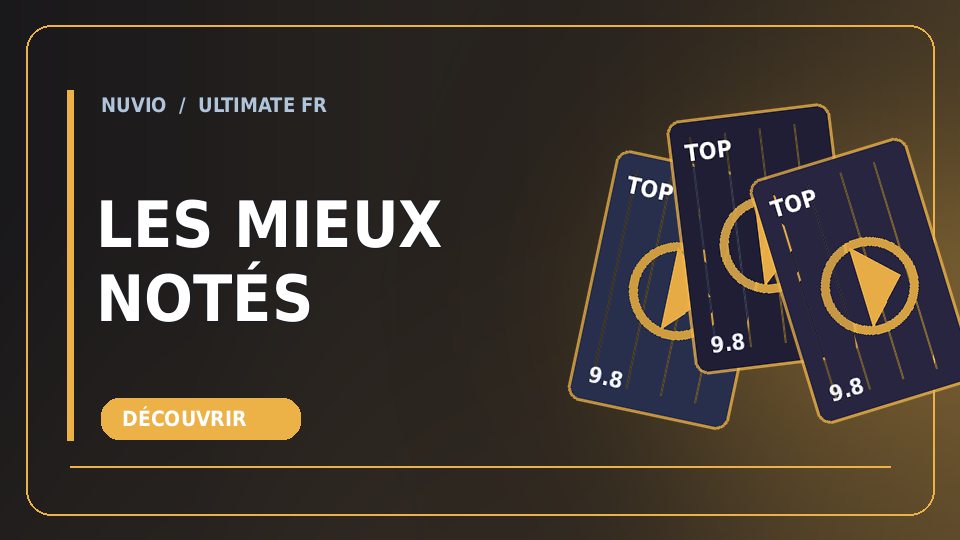 NUVIO / ULTIMATE FR
LES MIEUX
NOTÉS
DÉCOUVRIR
TOP
9.8
TOP
9.8
TOP
9.8